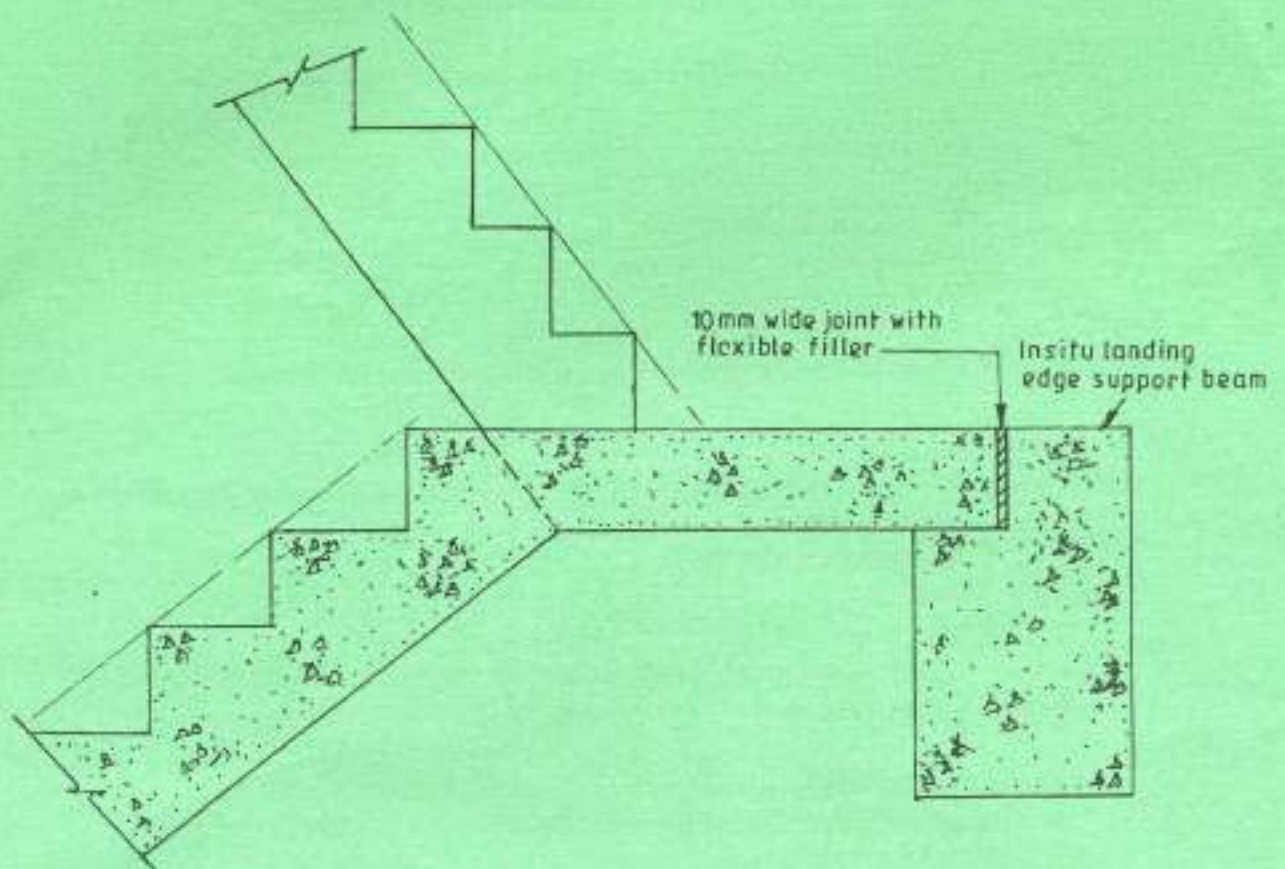 10mm wide joint with
flexible filler
Insitu landing
edge support beam